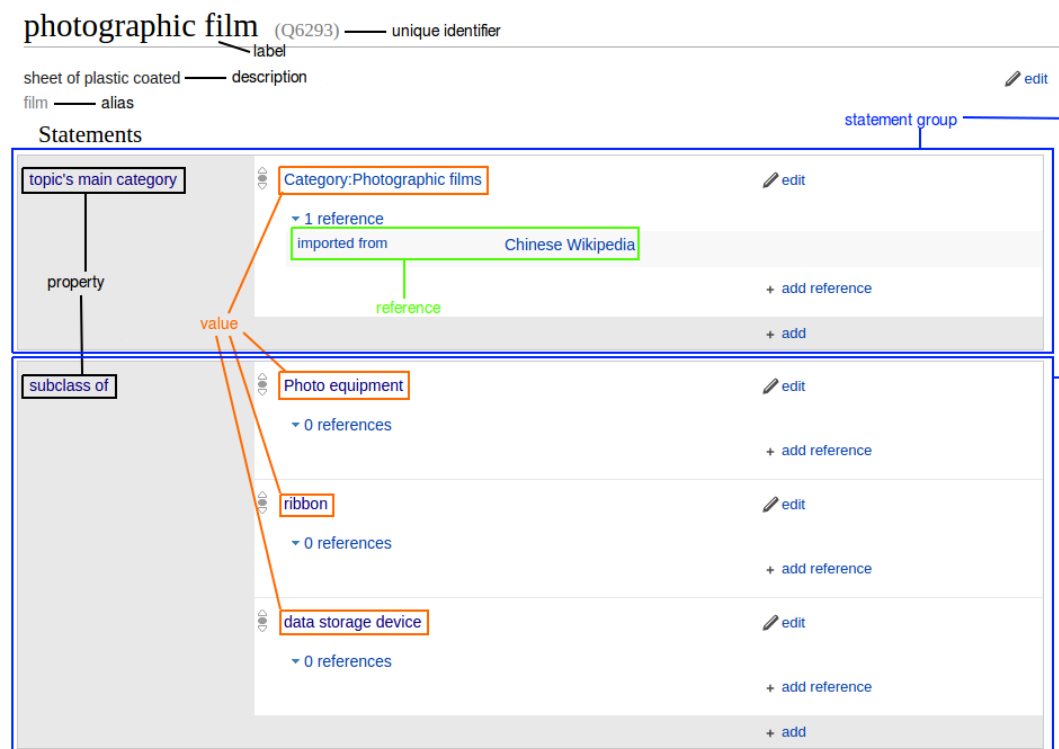 photographic film (Q6293) unique identifier
label
sheet of plastic coated description
edit
film alias
statement group
Statements
topic's main category
Category:Photographic films
edit
1 reference
imported from Chinese Wikipedia
property
+ add reference
reference
value
+ add
subclass of
Photo equipment
edit
0 references
+ add reference
ribbon
edit
0 references
+ add reference
data storage device
edit
0 references
+ add reference
+ add